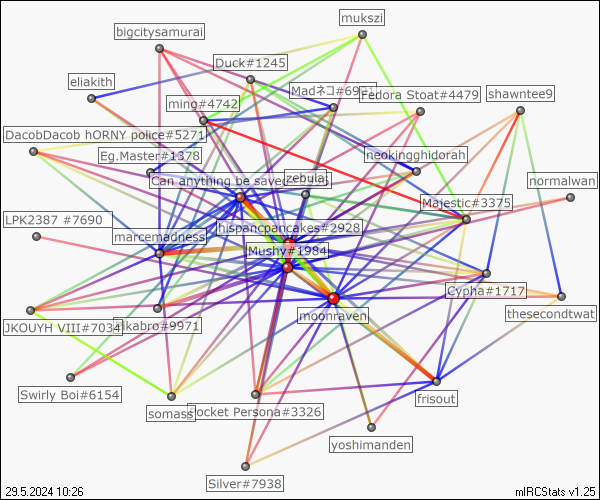 mukszi
bigcitysamurai
Duck#1245
eliakith
Madネコ#69
Fedora Stoat#4479
shawntee9
ming#4742
DacobDacob hORNY police#5271
Eg.Master#1378
neokingghidorah
zebulaj
Can anything be saved
normalwan
Majestic#3375
LPK2387 #7690
hispancpancakes#2928
marcemadness
Mushy#1984
Cypha#1717
thesecondtwat
moonraven
JKOUYH VIII#7034
lkabro#9971
Swirly Boi#6154
frisout
somass
ocket Persona#3326
yoshimanden
Silver#7938
29.5.2024 10:26
mIRCStats v1.25